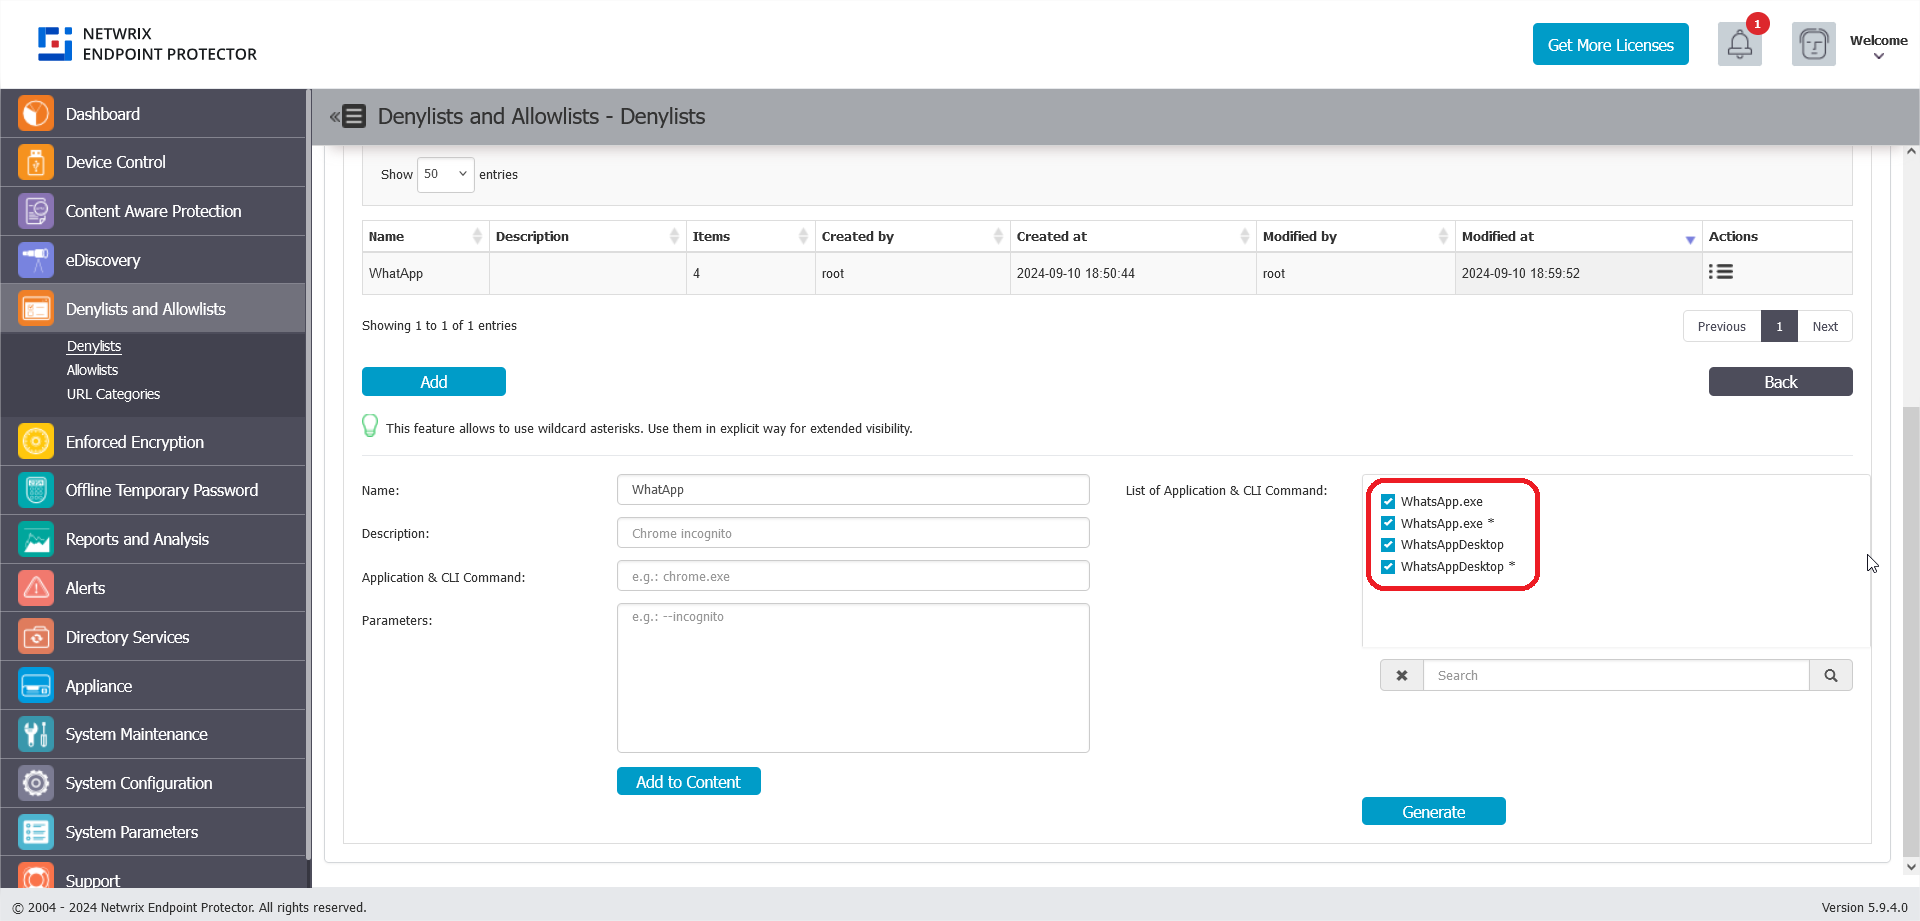 NETWRIX
ENDPOINT PROTECTOR
Get More Licenses
1
Welcome
Dashboard
Device Control
Content Aware Protection
eDiscovery
Denylists and Allowlists
Denylists
Allowlists
URL Categories
Enforced Encryption
Offline Temporary Password
Reports and Analysis
Alerts
Directory Services
Appliance
System Maintenance
System Configuration
System Parameters
Support
Denylists and Allowlists - Denylists
Show 50 entries
Name Description Items Created by Created at Modified by Modified at Actions
WhatApp 4 root 2024-09-10 18:50:44 root 2024-09-10 18:59:52
Showing 1 to 1 of 1 entries
Previous 1 Next
Add
Back
This feature allows to use wildcard asterisks. Use them in explicit way for extended visibility.
Name: WhatApp
Description: Chrome incognito
Application & CLI Command: e.g.: chrome.exe
Parameters: e.g.: --incognito
Add to Content
List of Application & CLI Command:
WhatsApp.exe
WhatsApp.exe *
WhatsAppDesktop
WhatsAppDesktop *
Search
Generate
© 2004 - 2024 Netwrix Endpoint Protector. All rights reserved.
Version 5.9.4.0